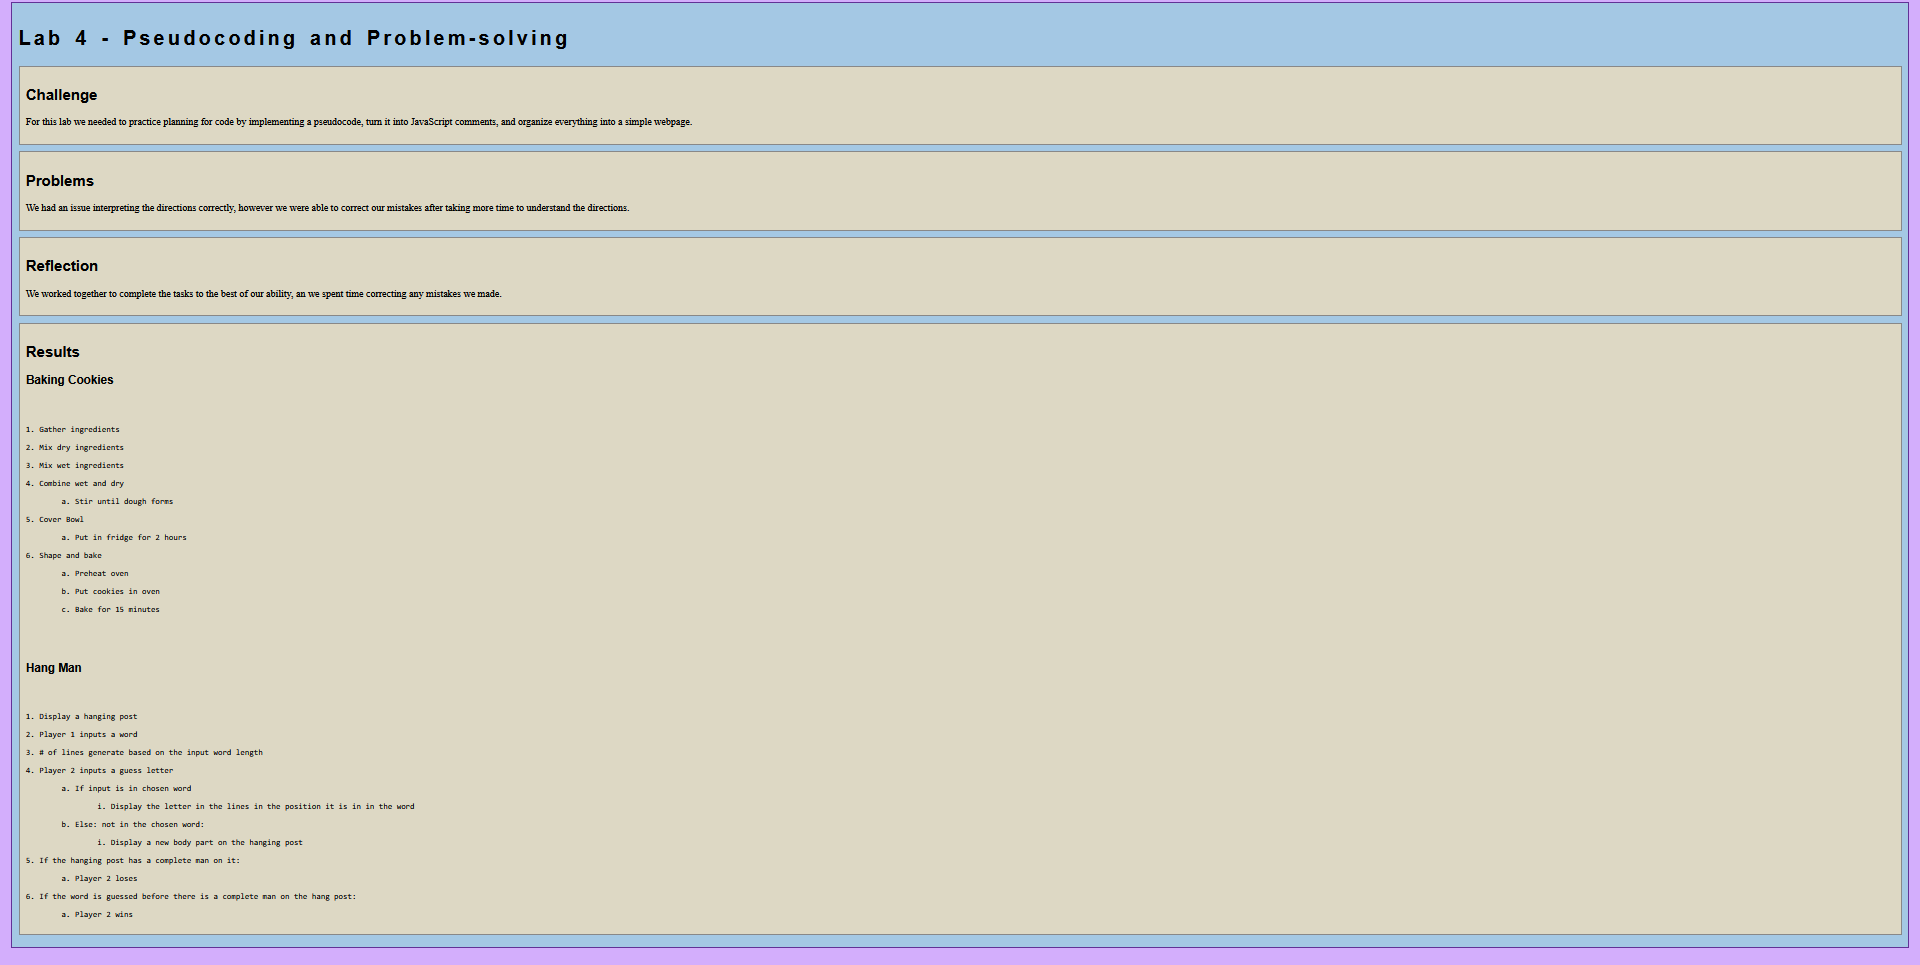 Lab 4 - Pseudocoding and Problem-solving
Challenge
For this lab we needed to practice planning for code by implementing a pseudocode, turn it into JavaScript comments, and organize everything into a simple webpage.
Problems
We had an issue interpreting the directions correctly, however we were able to correct our mistakes after taking more time to understand the directions.
Reflection
We worked together to complete the tasks to the best of our ability, an we spent time correcting any mistakes we made.
Results
Baking Cookies
1. Gather ingredients
2. Mix dry ingredients
3. Mix wet ingredients
4. Combine wet and dry
a. Stir until dough forms
5. Cover Bowl
a. Put in fridge for 2 hours
6. Shape and bake
a. Preheat oven
b. Put cookies in oven
c. Bake for 15 minutes
Hang Man
1. Display a hanging post
2. Player 1 inputs a word
3. # of lines generate based on the input word length
4. Player 2 inputs a guess letter
a. If input is in chosen word
i. Display the letter in the lines in the position it is in in the word
b. Else: not in the chosen word:
i. Display a new body part on the hanging post
5. If the hanging post has a complete man on it:
a. Player 2 loses
6. If the word is guessed before there is a complete man on the hang post:
a. Player 2 wins